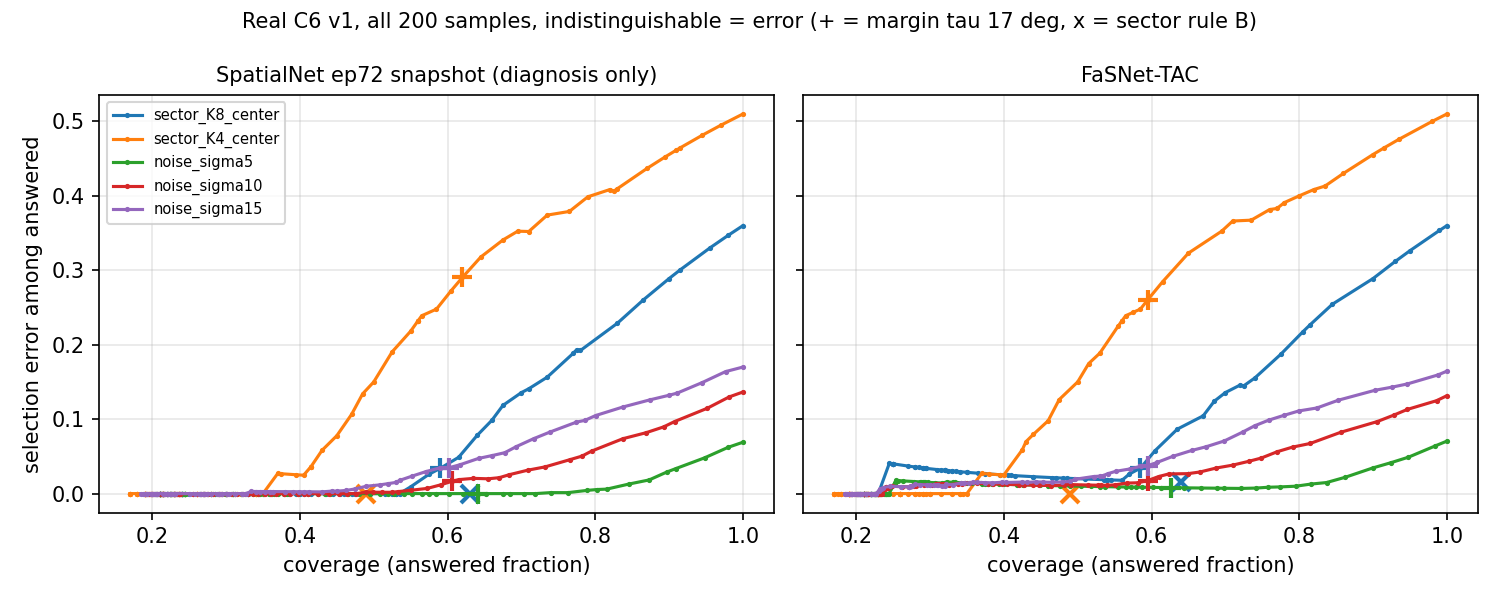 Real C6 v1, all 200 samples, indistinguishable = error (+ = margin tau 17 deg, x = sector rule B)
SpatialNet ep72 snapshot (diagnosis only)
FaSNet-TAC
selection error among answered
0.5
0.4
0.3
0.2
0.1
0.0
sector_K8_center
sector_K4_center
noise_sigma5
noise_sigma10
noise_sigma15
0.2 0.4 0.6 0.8 1.0
0.2 0.4 0.6 0.8 1.0
coverage (answered fraction)
coverage (answered fraction)